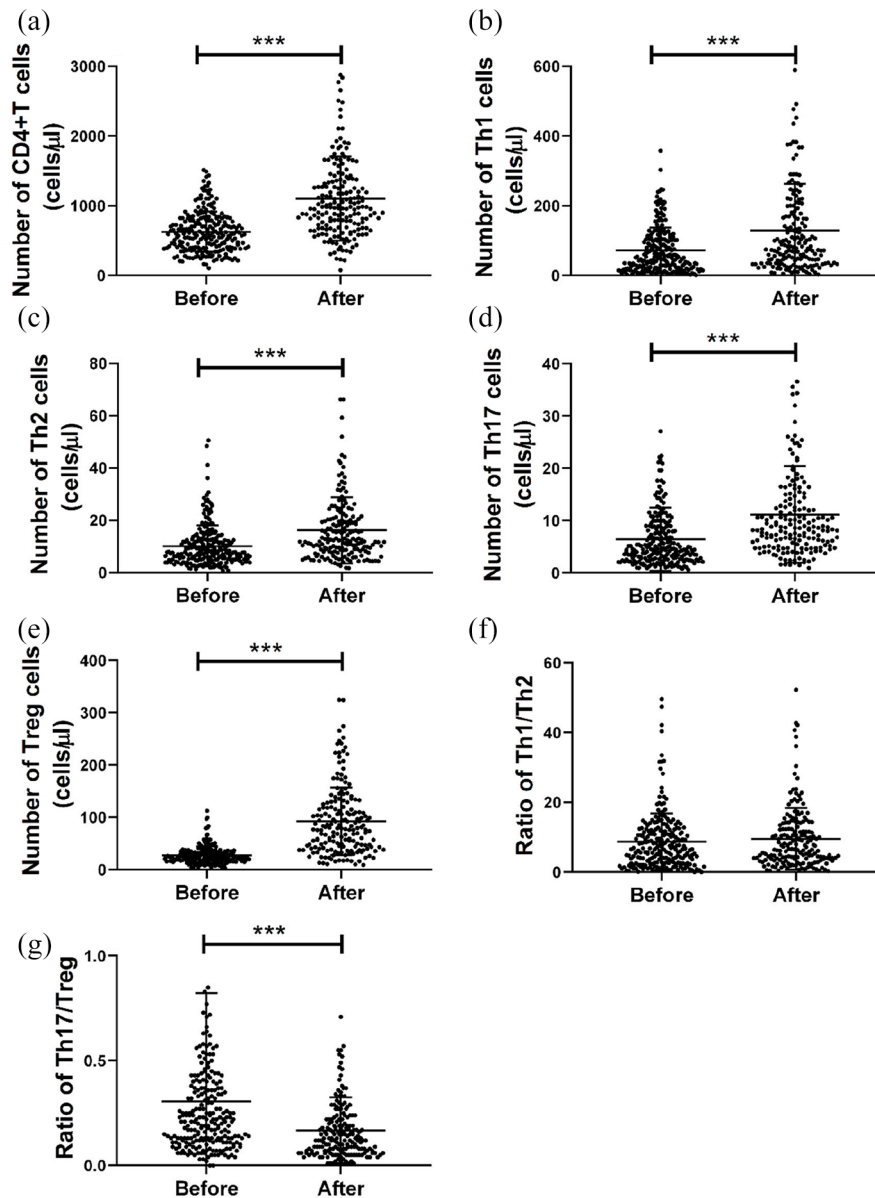 (a)
***
Number of CD4+T cells
(cells/μl)
3000
2000
1000
0
Before After
(b)
***
Number of Th1 cells
(cells/μl)
600
400
200
0
Before After
(c)
***
Number of Th2 cells
(cells/μl)
80
60
40
20
0
Before After
(d)
***
Number of Th17 cells
(cells/μl)
40
30
20
10
0
Before After
(e)
***
Number of Treg cells
(cells/μl)
400
300
200
100
0
Before After
(f)
Ratio of Th1/Th2
60
40
20
0
Before After
(g)
***
Ratio of Th17/Treg
1.0
0.5
0.0
Before After